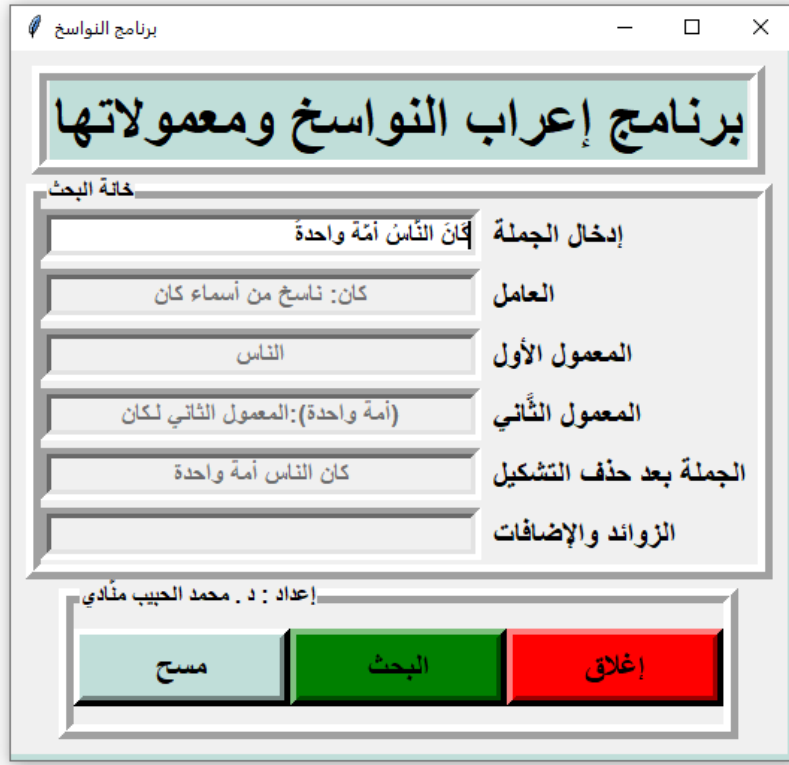 برنامج النواسخ
برنامج إعراب النواسخ ومعمولاتها
خانة البحث
إدخال الجملة كَانَ النَّاسُ أمَّة واحدةً
العامل كان: ناسخ من أسماء كان
المعمول الأول الناس
المعمول الثَّاني (أمة واحدة):المعمول الثاني لكان
الجملة بعد حذف التشكيل كان الناس أمة واحدة
الزوائد والإضافات
إعداد : د . محمد الحبيب منَّادي
إغلاق البحث مسح